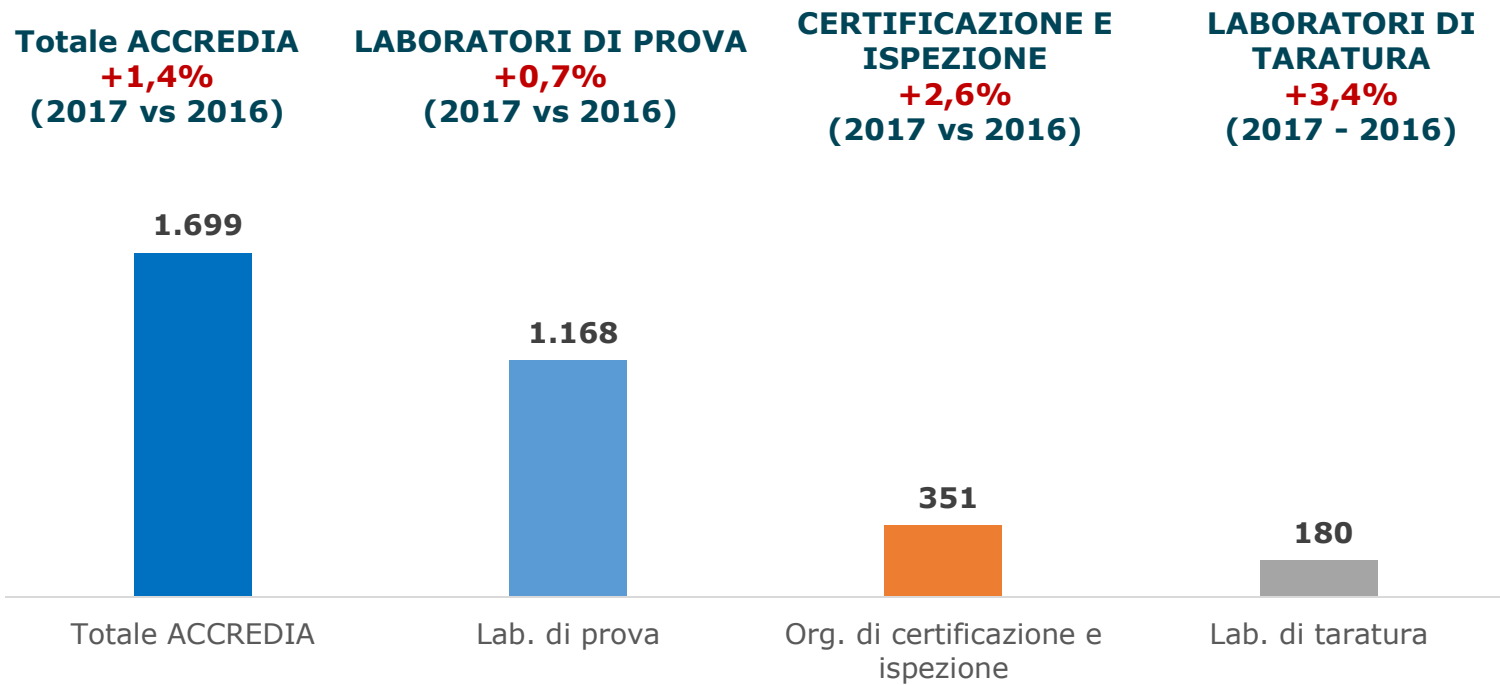 Totale ACCREDIA
+1,4%
(2017 vs 2016)
LABORATORI DI PROVA
+0,7%
(2017 vs 2016)
CERTIFICAZIONE E
ISPEZIONE
+2,6%
(2017 vs 2016)
LABORATORI DI
TARATURA
+3,4%
(2017 - 2016)
1.699
1.168
351
180
Totale ACCREDIA
Lab. di prova
Org. di certificazione e
ispezione
Lab. di taratura